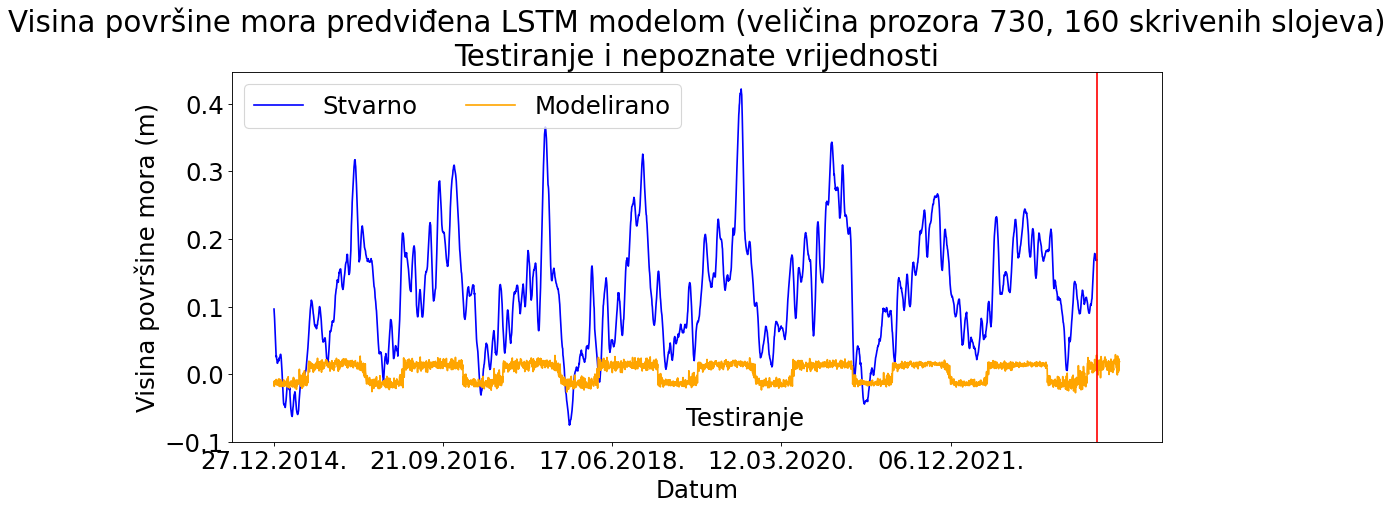 Visina površine mora predviđena LSTM modelom (veličina prozora 730, 160 skrivenih slojeva)
Testiranje i nepoznate vrijednosti
Stvarno
Modelirano
Visina površine mora (m)
0.4
0.3
0.2
0.1
0.0
−0.1
Testiranje
27.12.2014.
21.09.2016.
17.06.2018.
12.03.2020.
06.12.2021.
Datum